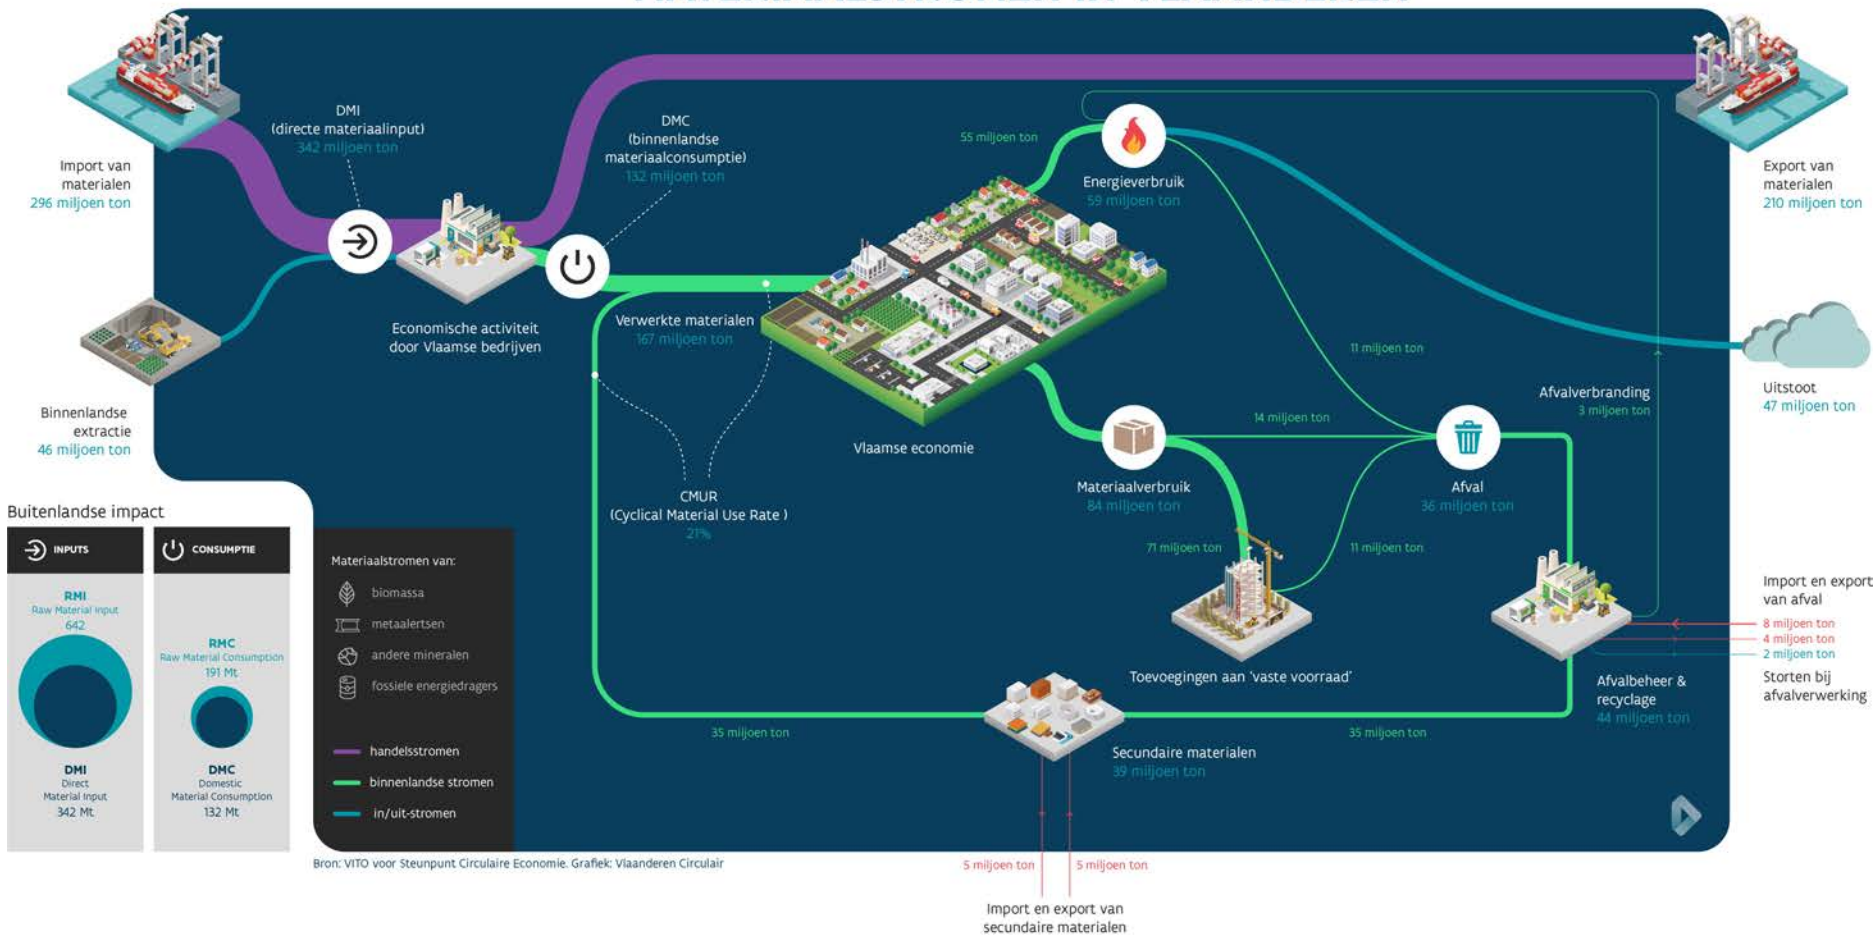 Import van
materialen
296 miljoen ton
Binnenlandse
extractie
46 miljoen ton
DMI
(directe materiaalinput)
342 miljoen ton
Economische activiteit
door Vlaamse bedrijven
DMC
(binnenlandse
materiaalconsumptie)
132 miljoen ton
Verwerkte materialen
167 miljoen ton
CMUR
(Cyclical Material Use Rate )
21%
Vlaamse economie
55 miljoen ton
Energieverbruik
59 miljoen ton
Materiaalverbruik
84 miljoen ton
11 miljoen ton
14 miljoen ton
11 miljoen ton
71 miljoen ton
Toevoegingen aan 'vaste voorraad'
Afval
36 miljoen ton
Afvalverbranding
3 miljoen ton
Export van
materialen
210 miljoen ton
Uitstoot
47 miljoen ton
Import en export
van afval
8 miljoen ton
4 miljoen ton
2 miljoen ton
Storten bij
afvalverwerking
Afvalbeheer &
recyclage
44 miljoen ton
35 miljoen ton
Secundaire materialen
39 miljoen ton
35 miljoen ton
5 miljoen ton
5 miljoen ton
Import en export van
secundaire materialen
Buitenlandse impact
INPUTS
RMI
Raw Material Input
642
DMI
Direct
Material Input
342 Mt
CONSUMPTIE
RMC
Raw Material Consumption
191 Mt
DMC
Domestic
Material Consumption
132 Mt
Materiaalstromen van:
biomassa
metaalertsen
andere mineralen
fossiele energiedragers
handelsstromen
binnenlandse stromen
in/uit-stromen
Bron: VITO voor Steunpunt Circulaire Economie. Grafiek: Vlaanderen Circulair